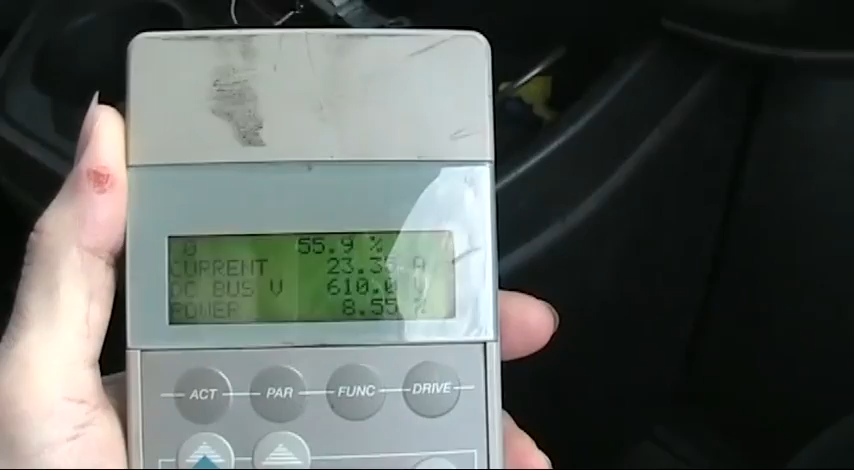 0 55.9 %
CURRENT 23.35 A
DC BUS V 610.0 V
POWER 8.55 %
ACT PAR FUNC DRIVE